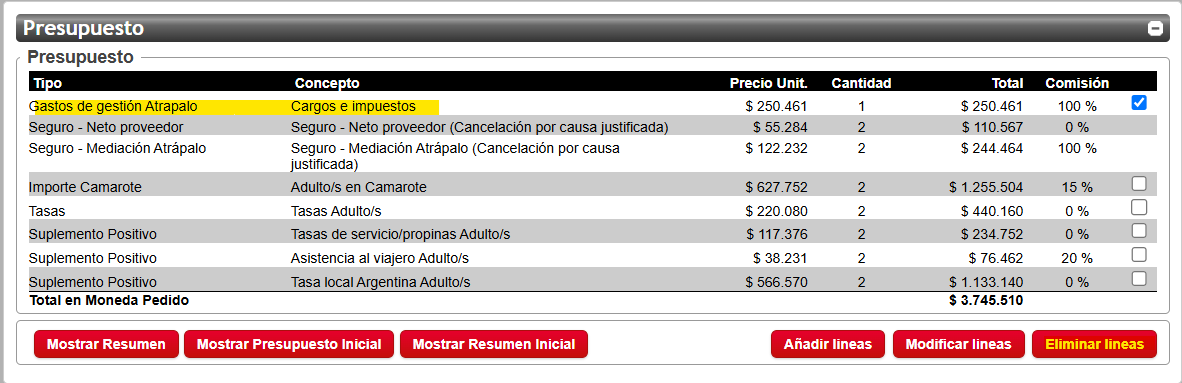 Presupuesto
Presupuesto
Tipo Concepto Precio Unit. Cantidad Total Comisión
Gastos de gestión Atrapalo Cargos e impuestos $ 250.461 1 $ 250.461 100 %
Seguro - Neto proveedor Seguro - Neto proveedor (Cancelación por causa justificada) $ 55.284 2 $ 110.567 0 %
Seguro - Mediación Atrápalo Seguro - Mediación Atrápalo (Cancelación por causa $ 122.232 2 $ 244.464 100 %
justificada)
Importe Camarote Adulto/s en Camarote $ 627.752 2 $ 1.255.504 15 %
Tasas Tasas Adulto/s $ 220.080 2 $ 440.160 0 %
Suplemento Positivo Tasas de servicio/propinas Adulto/s $ 117.376 2 $ 234.752 0 %
Suplemento Positivo Asistencia al viajero Adulto/s $ 38.231 2 $ 76.462 20 %
Suplemento Positivo Tasa local Argentina Adulto/s $ 566.570 2 $ 1.133.140 0 %
Total en Moneda Pedido $ 3.745.510
Mostrar Resumen Mostrar Presupuesto Inicial Mostrar Resumen Inicial Añadir lineas Modificar lineas Eliminar lineas